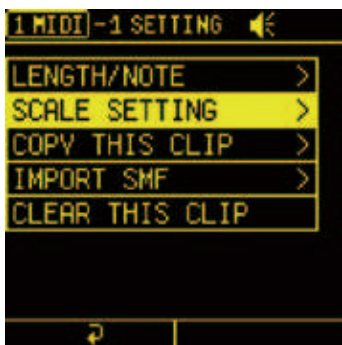 1 MIDI -1 SETTING
LENGTH/NOTE >
SCALE SETTING >
COPY THIS CLIP >
IMPORT SMF >
CLEAR THIS CLIP